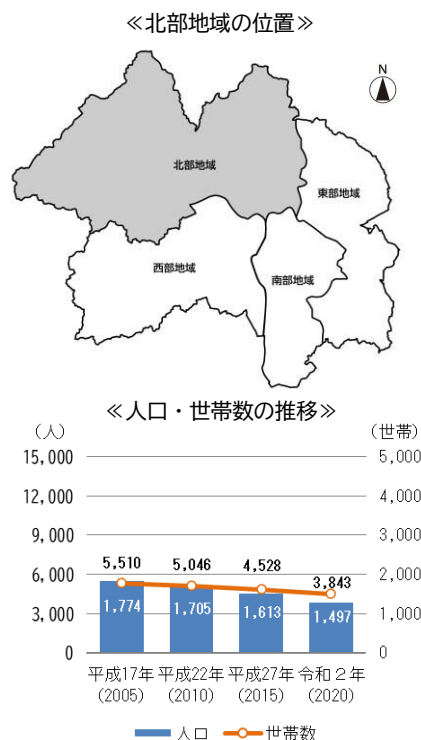 ≪北部地域の位置≫
N
北部地域
東部地域
西部地域
南部地域
≪人口・世帯数の推移≫
（人）
（世帯）
15,000
5,000
12,000
4,000
9,000
3,000
6,000
2,000
3,000
1,000
0
0
5,510
5,046
4,528
3,843
1,774
1,705
1,613
1,497
平成17年 平成22年 平成27年 令和２年
(2005) (2010) (2015) (2020)
人口 世帯数